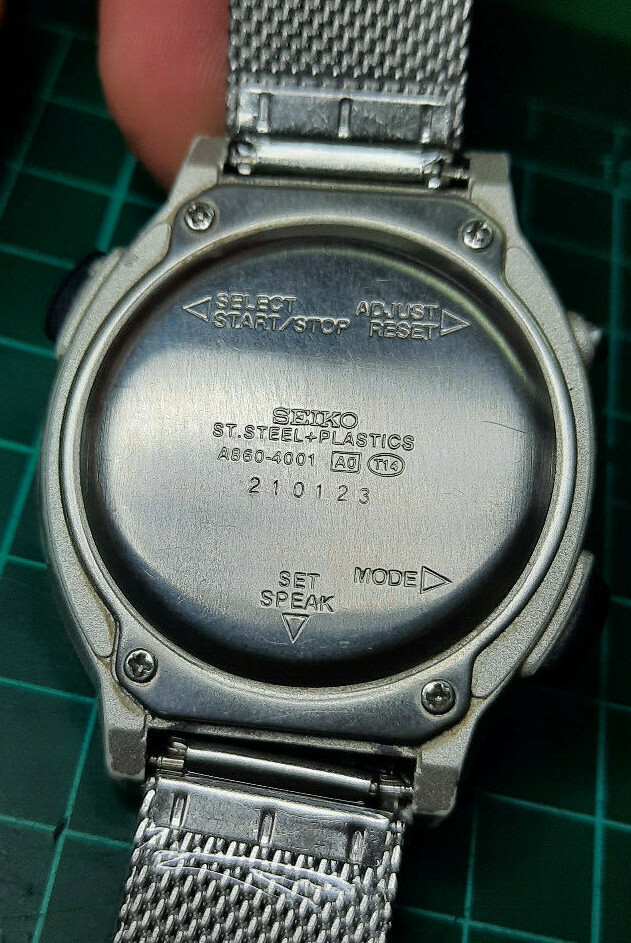 ◁ SELECT
START/STOP
ADJUST ▷
RESET
SEIKO
ST.STEEL+PLASTICS
A860-4001 A0 T14
210123
SET
SPEAK
▽
MODE ▷